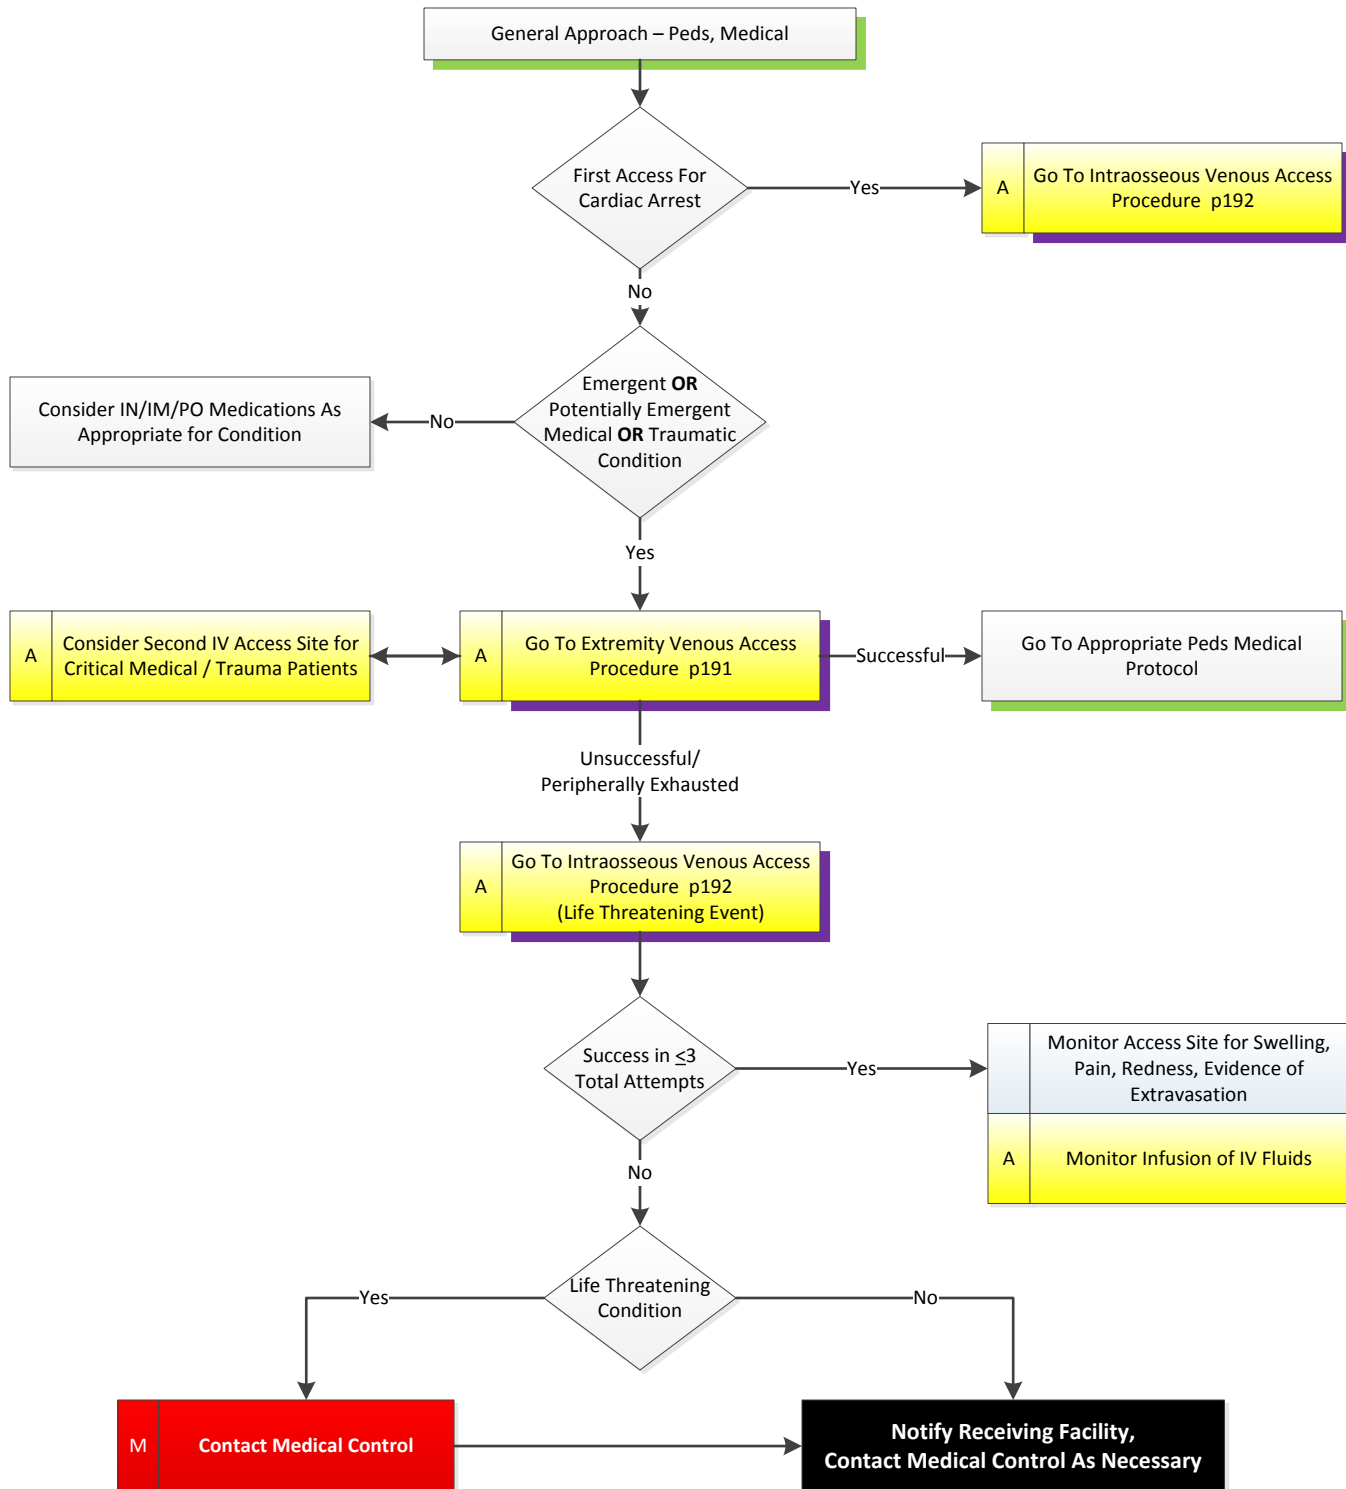 General Approach – Peds, Medical
First Access For
Cardiac Arrest
Yes
A
Go To Intraosseous Venous Access
Procedure p192
No
Emergent OR
Potentially Emergent
Medical OR Traumatic
Condition
No
Consider IN/IM/PO Medications As
Appropriate for Condition
Yes
A
Consider Second IV Access Site for
Critical Medical / Trauma Patients
A
Go To Extremity Venous Access
Procedure p191
Successful
Go To Appropriate Peds Medical
Protocol
Unsuccessful/
Peripherally Exhausted
A
Go To Intraosseous Venous Access
Procedure p192
(Life Threatening Event)
Success in ≤3
Total Attempts
Yes
Monitor Access Site for Swelling,
Pain, Redness, Evidence of
Extravasation
A
Monitor Infusion of IV Fluids
No
Life Threatening
Condition
Yes
No
M
Contact Medical Control
Notify Receiving Facility,
Contact Medical Control As Necessary